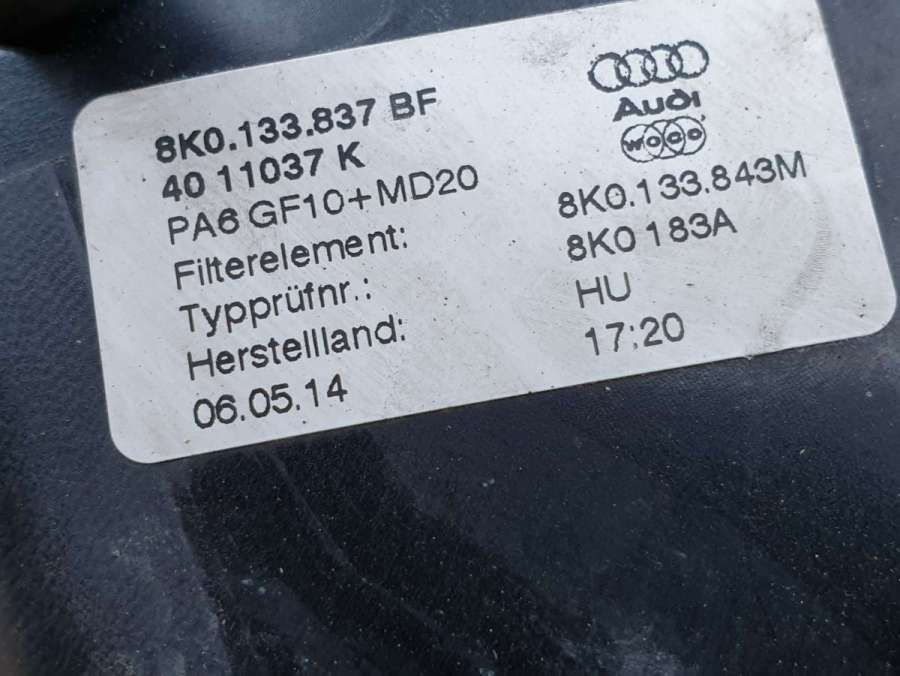 8K0.133.837 BF
40 11037 K
PA6 GF10+MD20
Audi
woco
Filterelement: 8K0.133.843M
Typprüfnr.: 8K0 183A
Herstellland: HU
06.05.14 17:20